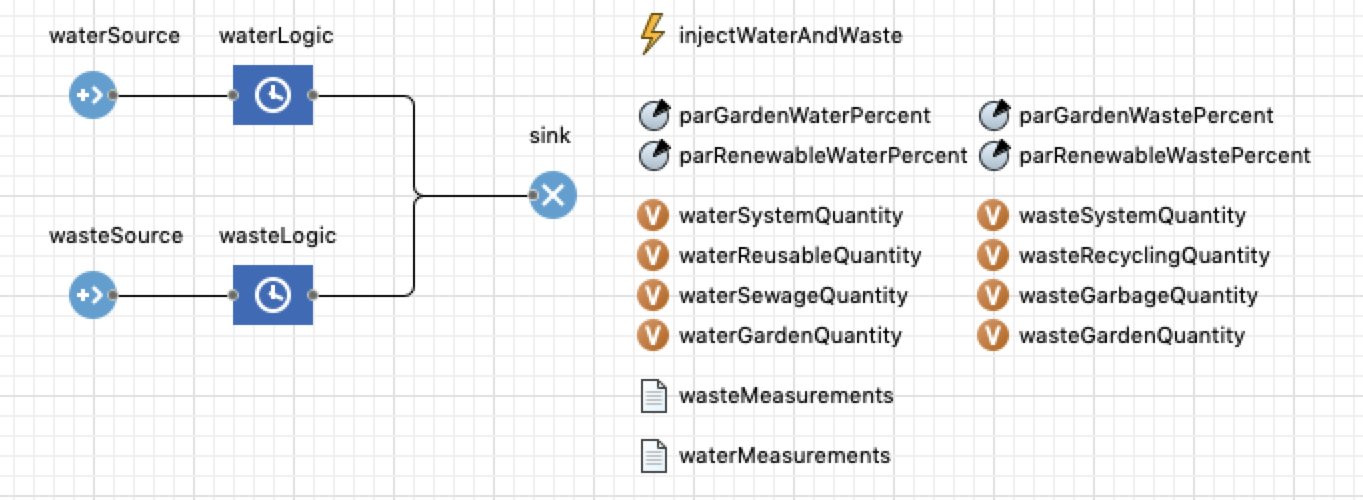 waterSource waterLogic
sink
wasteSource wasteLogic
injectWaterAndWaste
parGardenWaterPercent parGardenWastePercent
parRenewableWaterPercent parRenewableWastePercent
V waterSystemQuantity V wasteSystemQuantity
V waterReusableQuantity V wasteRecyclingQuantity
V waterSewageQuantity V wasteGarbageQuantity
V waterGardenQuantity V wasteGardenQuantity
wasteMeasurements
waterMeasurements